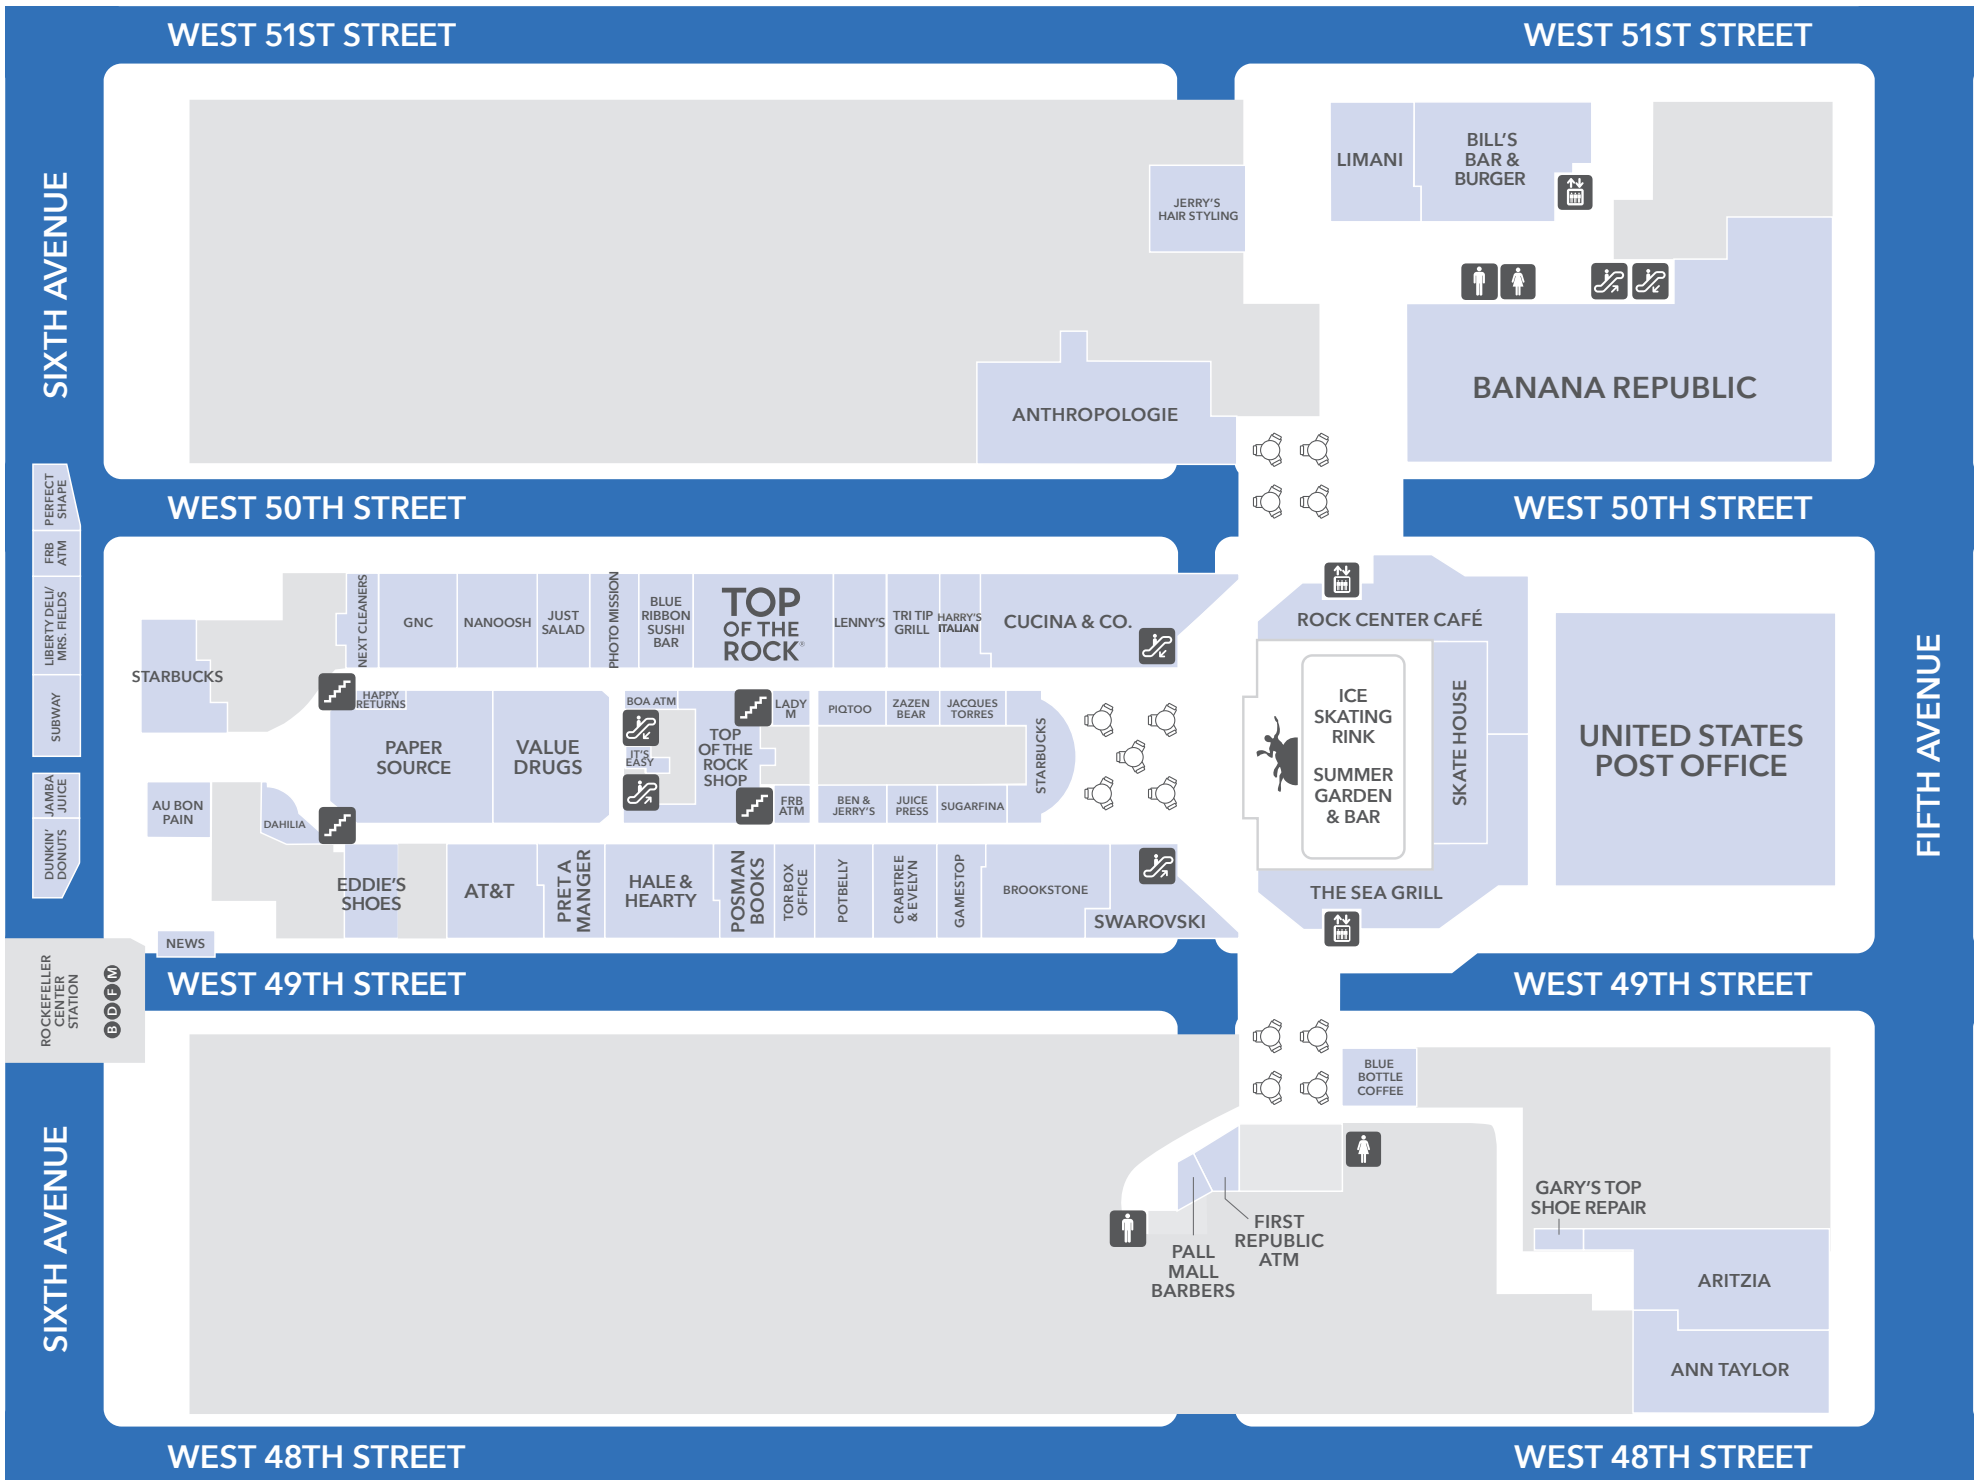 WEST 51ST STREET
WEST 51ST STREET
SIXTH AVENUE
LIMANI
BILL'S
BAR &
BURGER
JERRY'S
HAIR STYLING
BANANA REPUBLIC
ANTHROPOLOGIE
WEST 50TH STREET
WEST 50TH STREET
PERFECT
SHAPE
FRB
ATM
LIBERTY DELI/
MRS. FIELDS
SUBWAY
JAMBA
JUICE
DUNKIN'
DONUTS
STARBUCKS
NEXT CLEANERS
GNC
NANOOSH
JUST
SALAD
PHOTO MISSION
BLUE
RIBBON
SUSHI
BAR
TOP
OF THE
ROCK®
LENNY'S
TRI TIP
GRILL
HARRY'S
ITALIAN
CUCINA & CO.
ROCK CENTER CAFÉ
HAPPY
RETURNS
PAPER
SOURCE
VALUE
DRUGS
BOA ATM
IT'S
EASY
TOP
OF THE
ROCK
SHOP
LADY
M
PIQTOO
ZAZEN
BEAR
JACQUES
TORRES
STARBUCKS
FRB
ATM
BEN &
JERRY'S
JUICE
PRESS
SUGARFINA
ICE
SKATING
RINK
SUMMER
GARDEN
& BAR
SKATE HOUSE
UNITED STATES
POST OFFICE
FIFTH AVENUE
AU BON
PAIN
DAHILIA
EDDIE'S
SHOES
AT&T
PRET A
MANGER
HALE &
HEARTY
POSMAN
BOOKS
TOR BOX
OFFICE
POTBELLY
CRABTREE
& EVELYN
GAMESTOP
BROOKSTONE
SWAROVSKI
THE SEA GRILL
NEWS
ROCKEFELLER
CENTER
STATION
B D F M
WEST 49TH STREET
WEST 49TH STREET
BLUE
BOTTLE
COFFEE
SIXTH AVENUE
PALL
MALL
BARBERS
FIRST
REPUBLIC
ATM
GARY'S TOP
SHOE REPAIR
ARITZIA
ANN TAYLOR
WEST 48TH STREET
WEST 48TH STREET